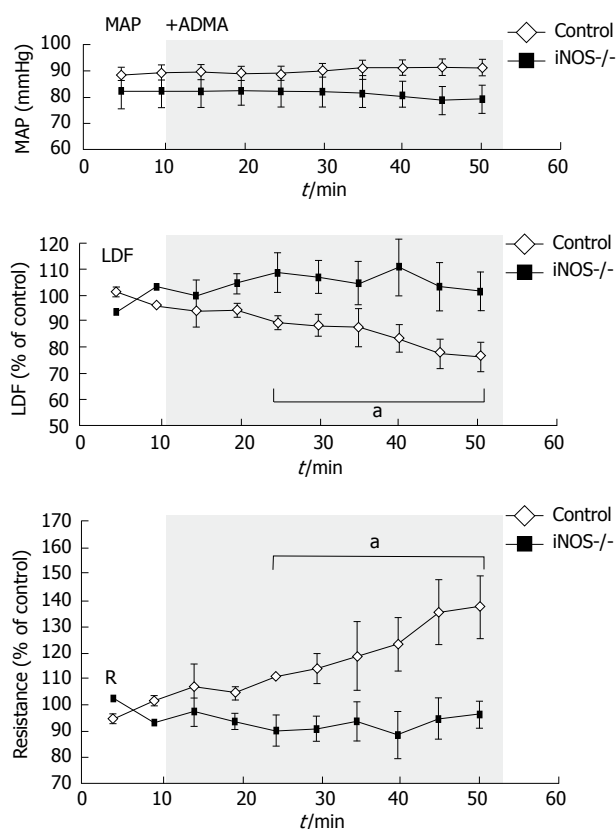 MAP +ADMA
Control
iNOS-/-
MAP (mmHg)
100
90
80
70
60
0 10 20 30 40 50 60
t/min
LDF
Control
iNOS-/-
LDF (% of control)
120
110
100
90
80
70
60
50
a
0 10 20 30 40 50 60
t/min
R
Control
iNOS-/-
Resistance (% of control)
170
160
150
140
130
120
110
100
90
80
70
a
0 10 20 30 40 50 60
t/min